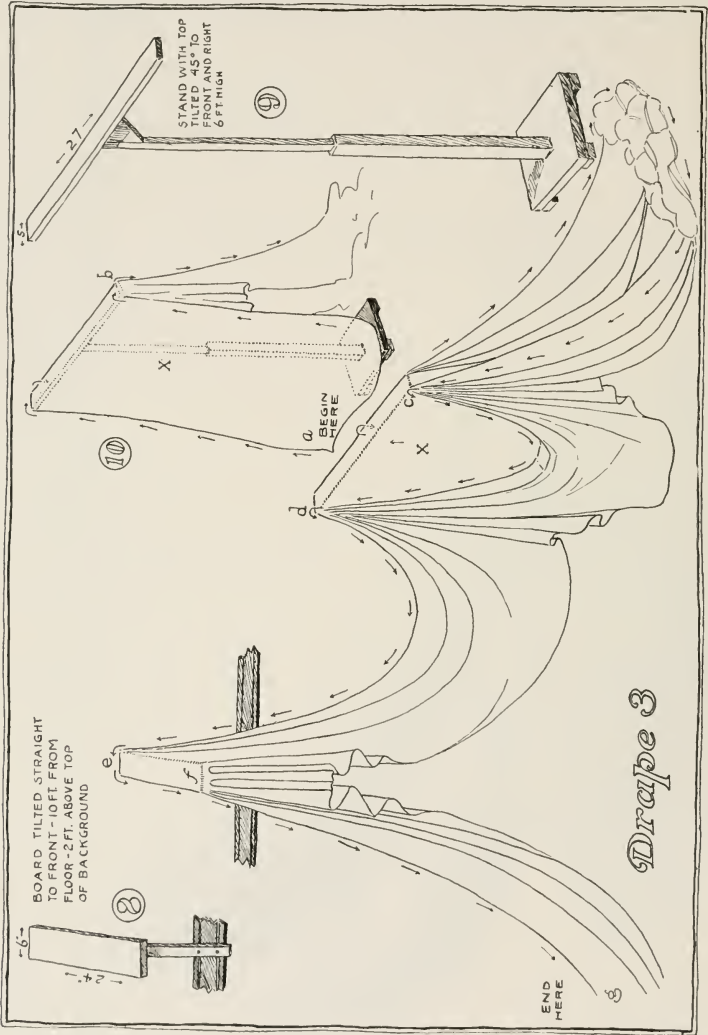 BOARD TILTED STRAIGHT
TO FRONT-10FT. FROM
FLOOR-2 FT. ABOVE TOP
OF BACKGROUND
6"
24"
8
e
f
END
HERE
g
10
a
BEGIN
HERE
b
X
d
c
X
5
27
STAND WITH TOP
TILTED 45° TO
FRONT AND RIGHT
6 FT. HIGH
9
Drape 3